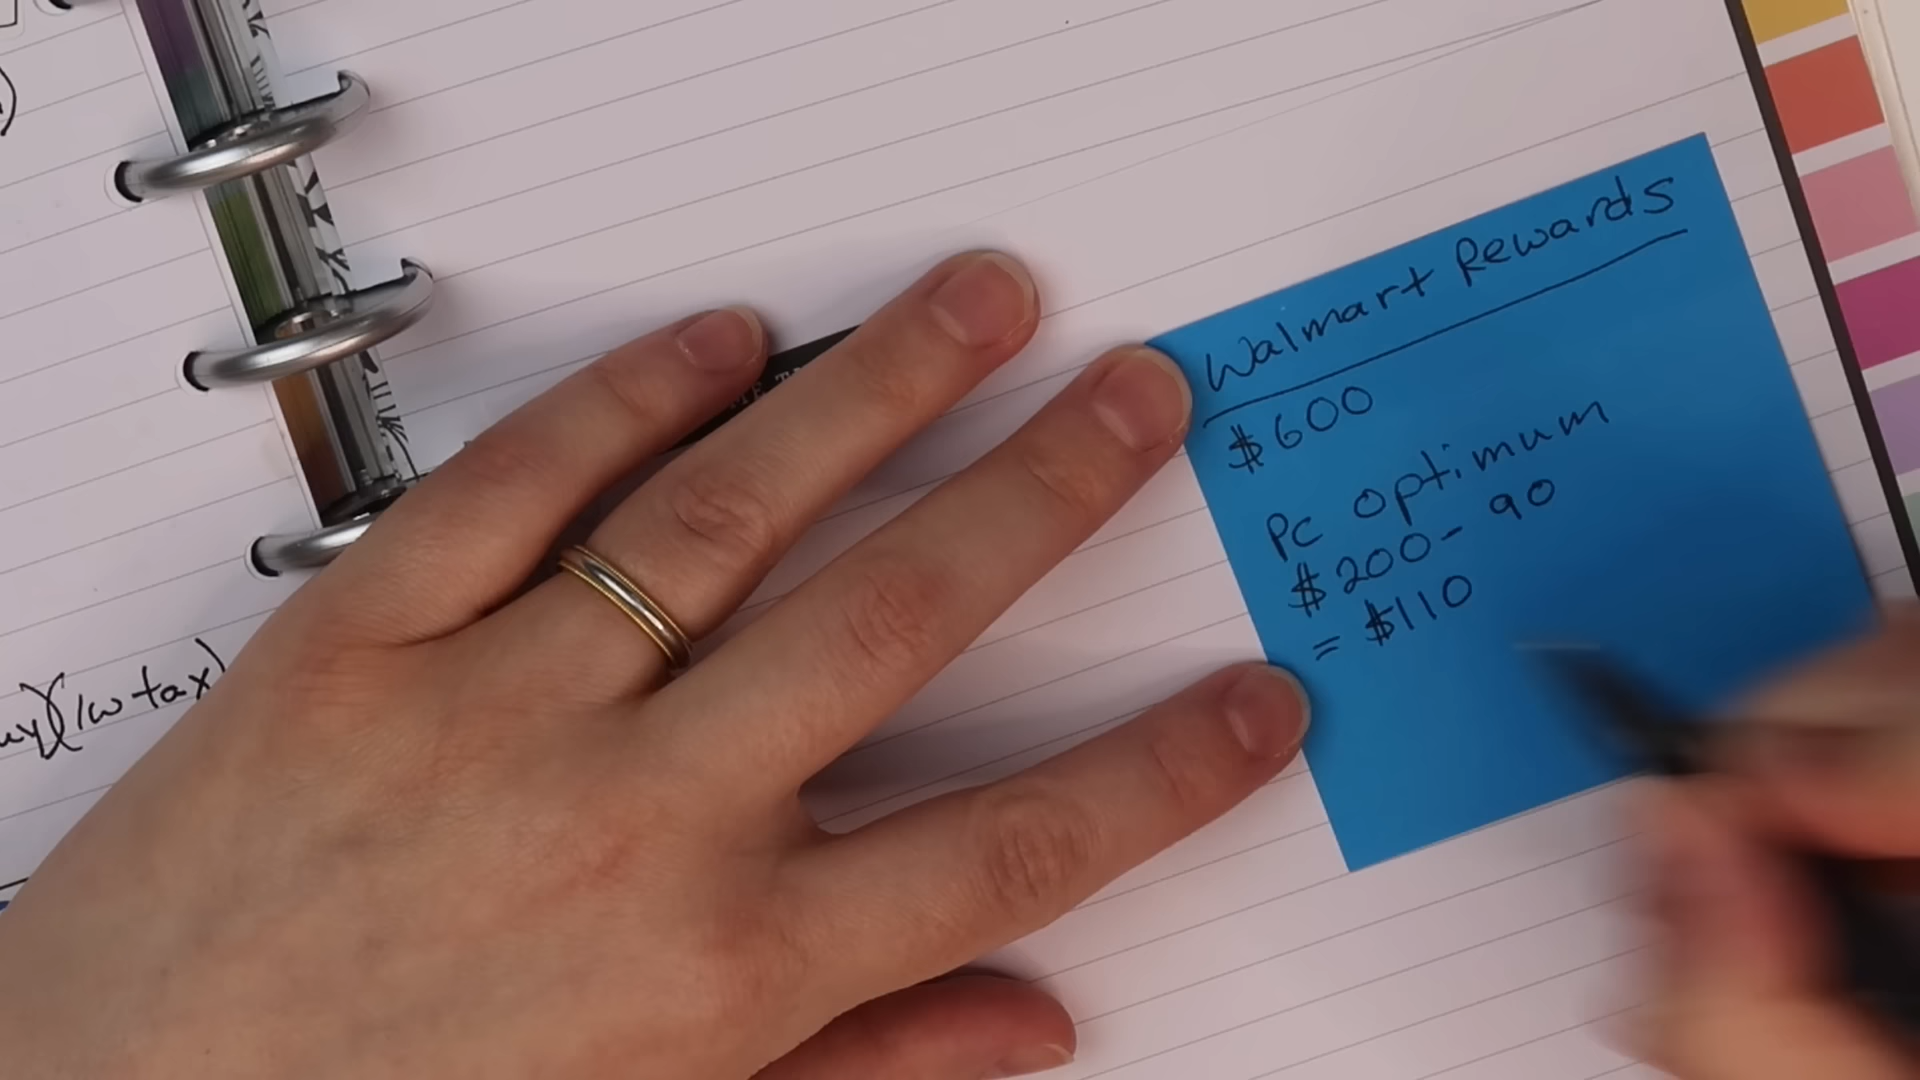 Walmart Rewards
$600
PC optimum
$200 - 90
= $110
(/w tax)